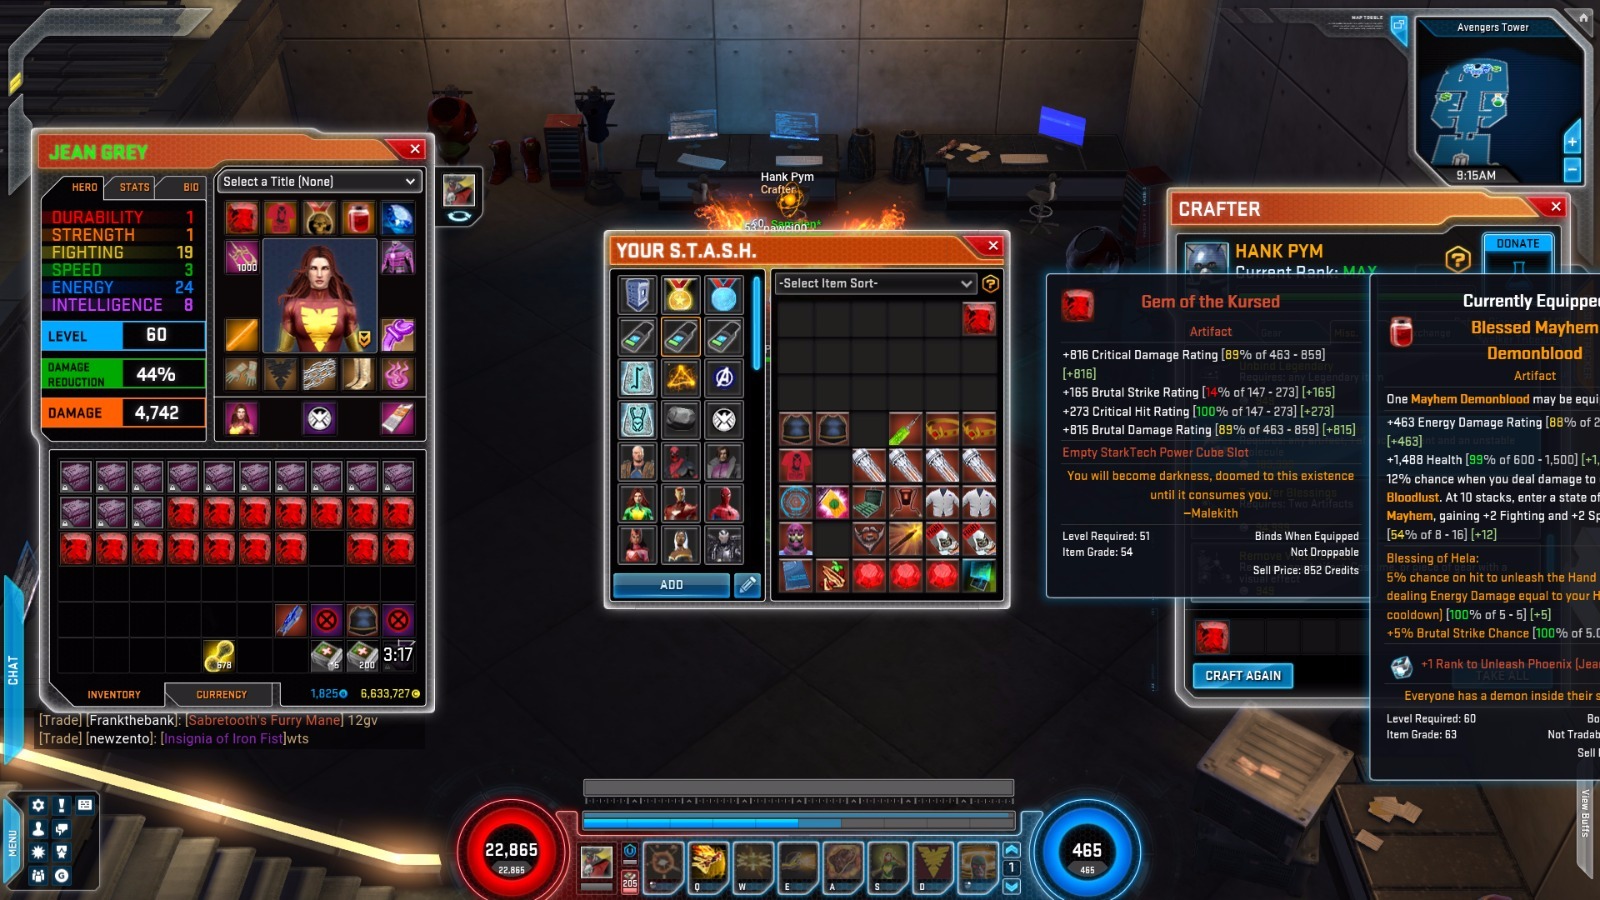 MAP TOGGLE
Avengers Tower
9:15AM
JEAN GREY
HERO
STATS
BIO
Select a Title (None)
DURABILITY 1
STRENGTH 1
FIGHTING 19
SPEED 3
ENERGY 24
INTELLIGENCE 8
LEVEL 60
DAMAGE REDUCTION 44%
DAMAGE 4,742
1000
578
5
200
3:17
INVENTORY
CURRENCY
1,825
6,633,727
Hank Pym
Crafter
YOUR S.T.A.S.H.
-Select Item Sort-
ADD
CRAFTER
HANK PYM
Current Rank: MAX
DONATE
Gem of the Kursed
Artifact
+816 Critical Damage Rating [89% of 463 - 859]
[+816]
+165 Brutal Strike Rating [14% of 147 - 273] [+165]
+273 Critical Hit Rating [100% of 147 - 273] [+273]
+815 Brutal Damage Rating [89% of 463 - 859] [+815]
Empty StarkTech Power Cube Slot
You will become darkness, doomed to this existence
until it consumes you.
—Malekith
Level Required: 51
Item Grade: 54
Binds When Equipped
Not Droppable
Sell Price: 852 Credits
CRAFT AGAIN
TAKE ALL
Currently Equippe
Blessed Mayhem
Demonblood
Artifact
One Mayhem Demonblood may be equi
+463 Energy Damage Rating [88% of 2
[+463]
+1,488 Health [99% of 600 - 1,500] [+1,
12% chance when you deal damage to
Bloodlust. At 10 stacks, enter a state of
Mayhem, gaining +2 Fighting and +2 Sp
[54% of 8 - 16] [+12]
Blessing of Hela:
5% chance on hit to unleash the Hand
dealing Energy Damage equal to your H
cooldown) [100% of 5 - 5] [+5]
+5% Brutal Strike Chance [100% of 5.0
+1 Rank to Unleash Phoenix (Jea
Everyone has a demon inside their s
Level Required: 60
Item Grade: 63
Bo
Not Tradab
Sell
[Trade] [Frankthebank]: [Sabretooth's Furry Mane] 12gv
[Trade] [newzento]: [Insignia of Iron Fist]wts
CHAT
MENU
View Buffs
22,865
22,865
205
Q
W
E
A
S
D
1
465
465